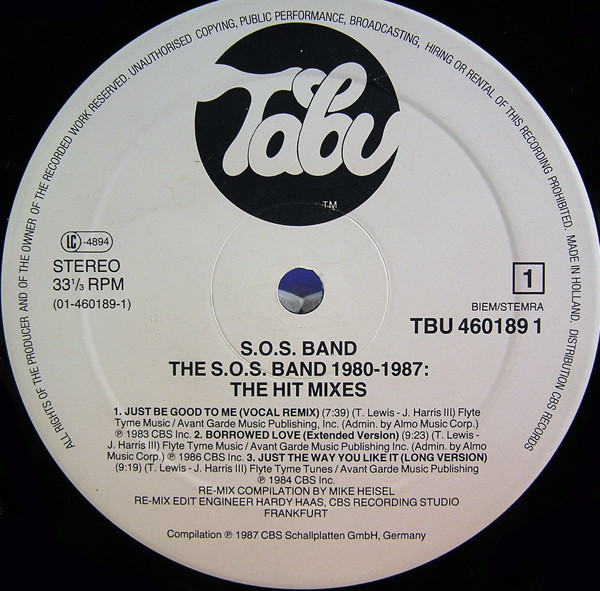 ALL RIGHTS OF THE PRODUCER AND OF THE OWNER OF THE RECORDED WORK RESERVED. UNAUTHORISED COPYING, PUBLIC PERFORMANCE, BROADCASTING, HIRING OR RENTAL OF THIS RECORDING PROHIBITED. MADE IN HOLLAND. DISTRIBUTION CBS RECORDS
Tabu
TM
LC-4894
STEREO
33⅓ RPM
(01-460189-1)
1
BIEM/STEMRA
TBU 460189 1
S.O.S. BAND
THE S.O.S. BAND 1980-1987:
THE HIT MIXES
1. JUST BE GOOD TO ME (VOCAL REMIX) (7:39) (T. Lewis - J. Harris III) Flyte
Tyme Music / Avant Garde Music Publishing, Inc. (Admin. by Almo Music Corp.)
℗ 1983 CBS Inc. 2. BORROWED LOVE (Extended Version) (9:23) (T. Lewis -
J. Harris III) Flyte Tyme Music / Avant Garde Music Publishing Inc. (Admin. by Almo
Music Corp.) ℗ 1986 CBS Inc. 3. JUST THE WAY YOU LIKE IT (LONG VERSION)
(9:19) (T. Lewis - J. Harris III) Flyte Tyme Tunes / Avant Garde Music Publishing
℗ 1984 CBS Inc.
RE-MIX COMPILATION BY MIKE HEISEL
RE-MIX EDIT ENGINEER HARDY HAAS, CBS RECORDING STUDIO
FRANKFURT
Compilation ℗ 1987 CBS Schallplatten GmbH, Germany